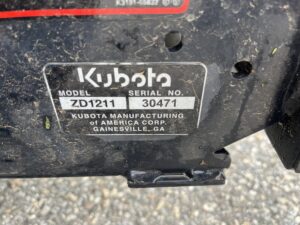 Kubota
MODEL SERIAL NO.
ZD1211 30471
KUBOTA MANUFACTURING
of AMERICA CORP.
GAINESVILLE, GA